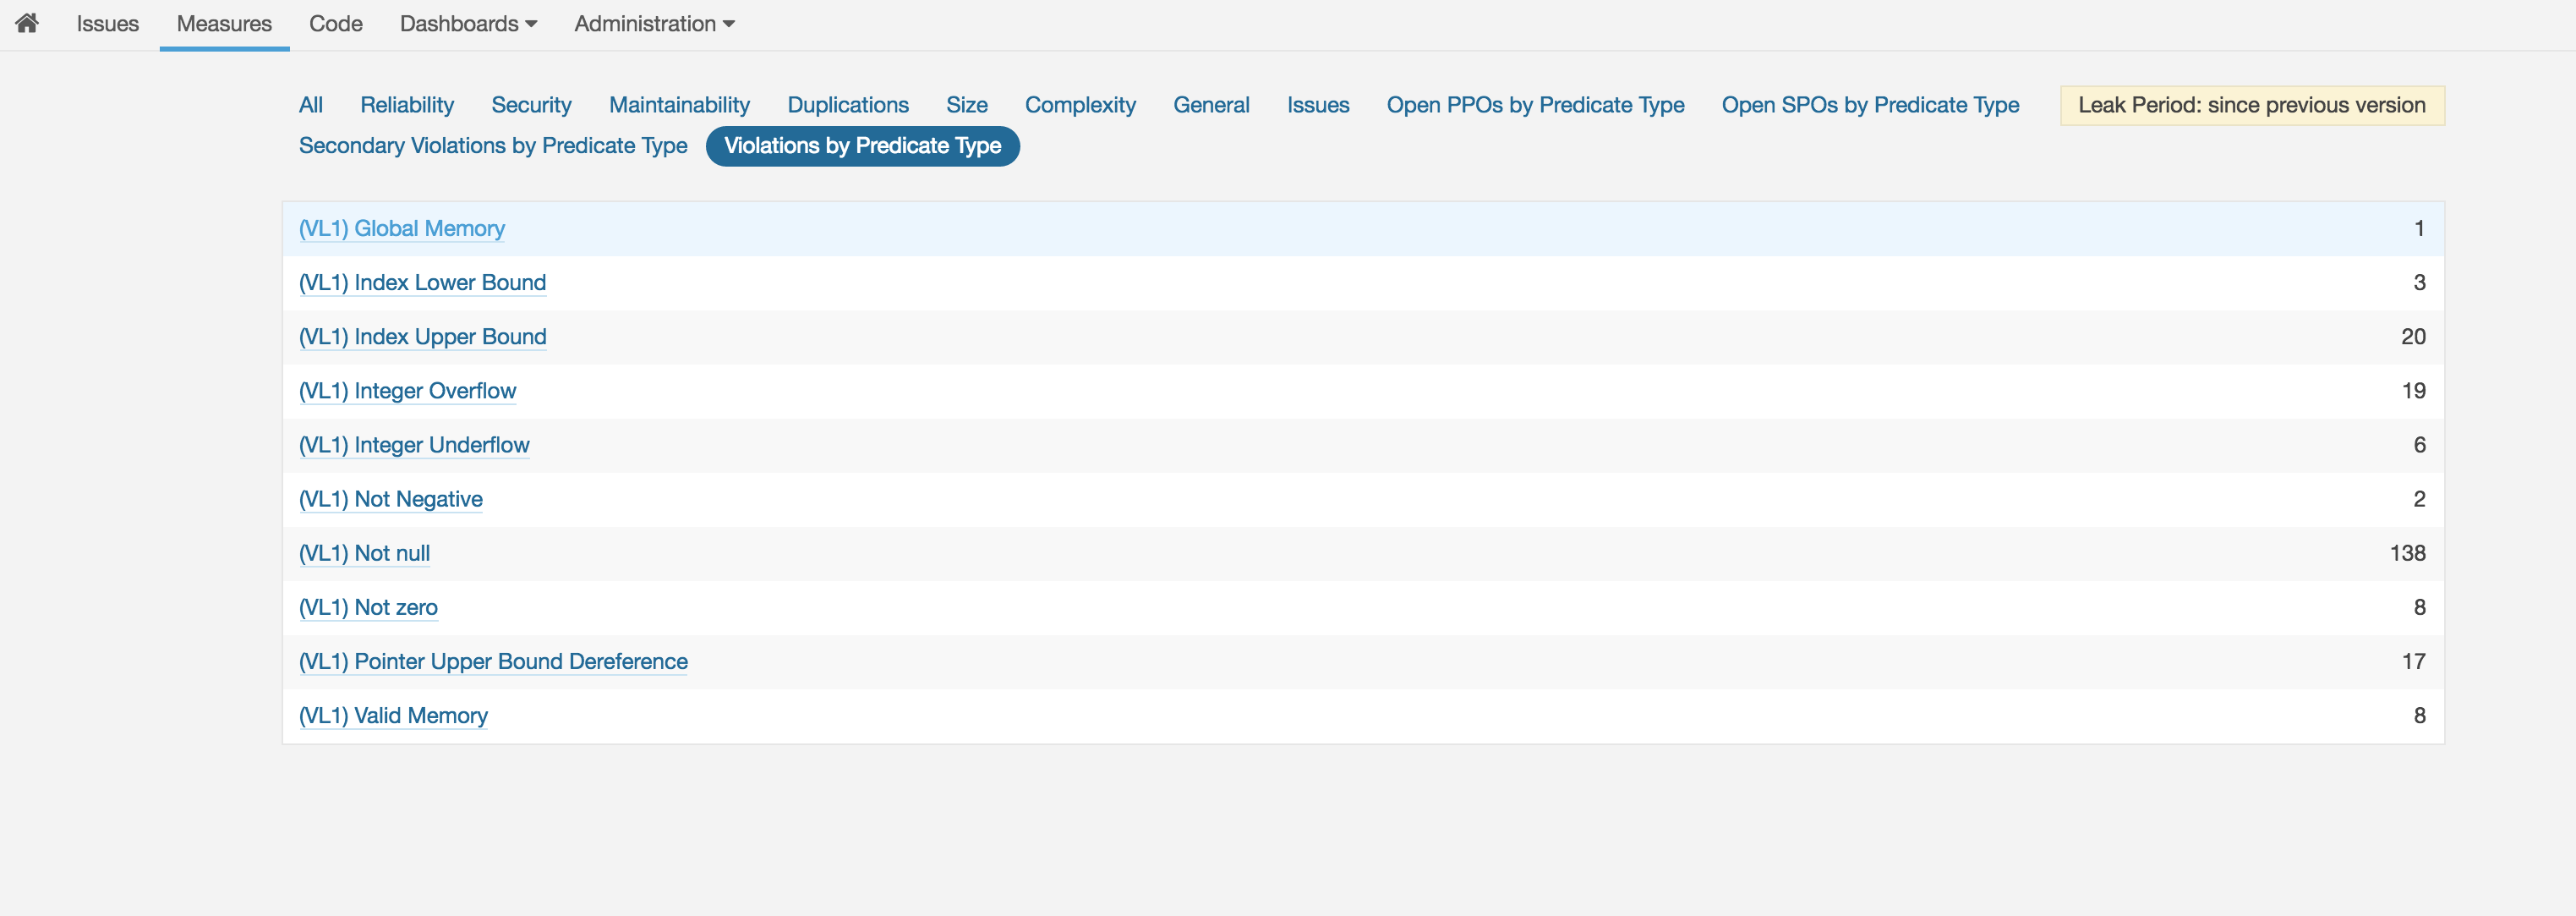 Issues Measures Code Dashboards Administration
All Reliability Security Maintainability Duplications Size Complexity General Issues Open PPOs by Predicate Type Open SPOs by Predicate Type Leak Period: since previous version
Secondary Violations by Predicate Type Violations by Predicate Type
(VL1) Global Memory 1
(VL1) Index Lower Bound 3
(VL1) Index Upper Bound 20
(VL1) Integer Overflow 19
(VL1) Integer Underflow 6
(VL1) Not Negative 2
(VL1) Not null 138
(VL1) Not zero 8
(VL1) Pointer Upper Bound Dereference 17
(VL1) Valid Memory 8